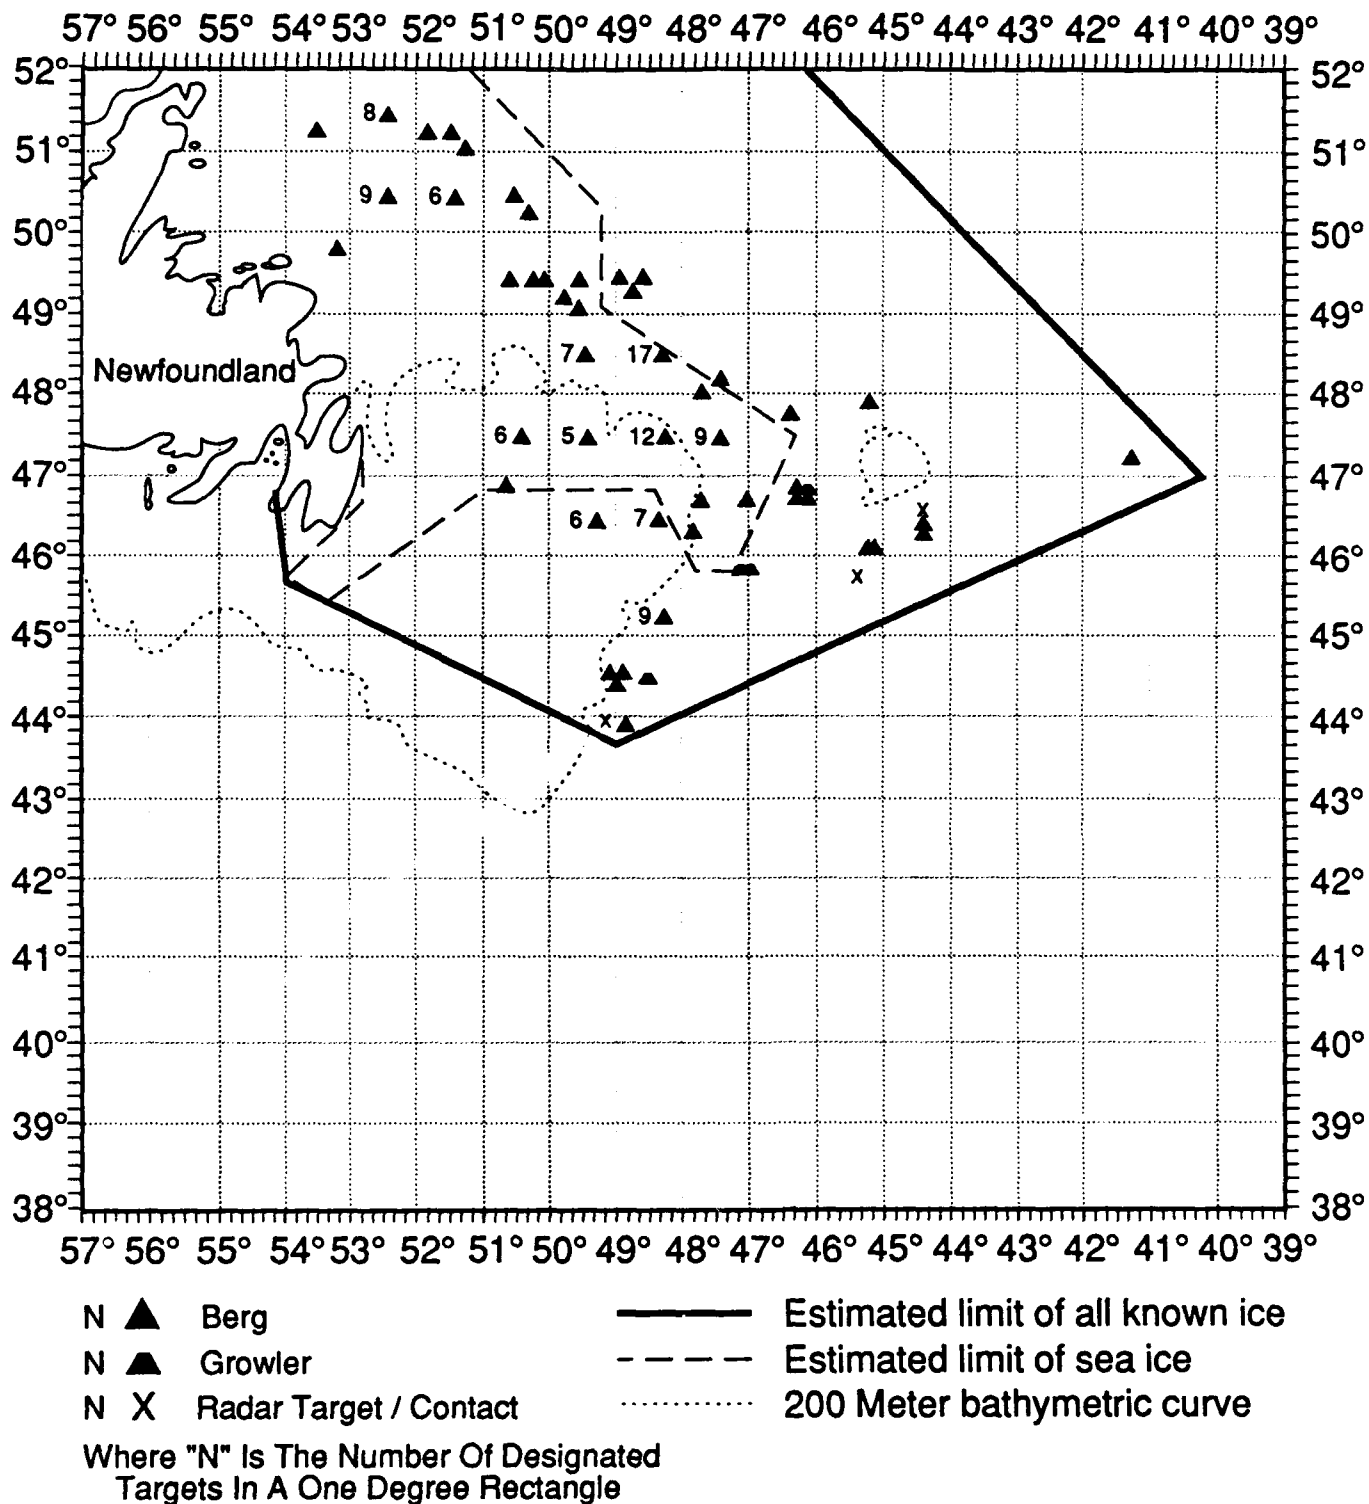 57° 56° 55° 54° 53° 52° 51° 50° 49° 48° 47° 46° 45° 44° 43° 42° 41° 40° 39°
52° 52°
8
51° 51°
9 6
50° 50°
49° 49°
7 17
Newfoundland
48° 48°
6 5 12 9
47° 47°
X
6 7
46° 46°
X
9
45° 45°
X
44° 44°
43° 43°
42° 42°
41° 41°
40° 40°
39° 39°
38° 38°
57° 56° 55° 54° 53° 52° 51° 50° 49° 48° 47° 46° 45° 44° 43° 42° 41° 40° 39°
N Berg
N Growler
N X Radar Target / Contact
Where "N" Is The Number Of Designated
Targets In A One Degree Rectangle
Estimated limit of all known ice
Estimated limit of sea ice
200 Meter bathymetric curve